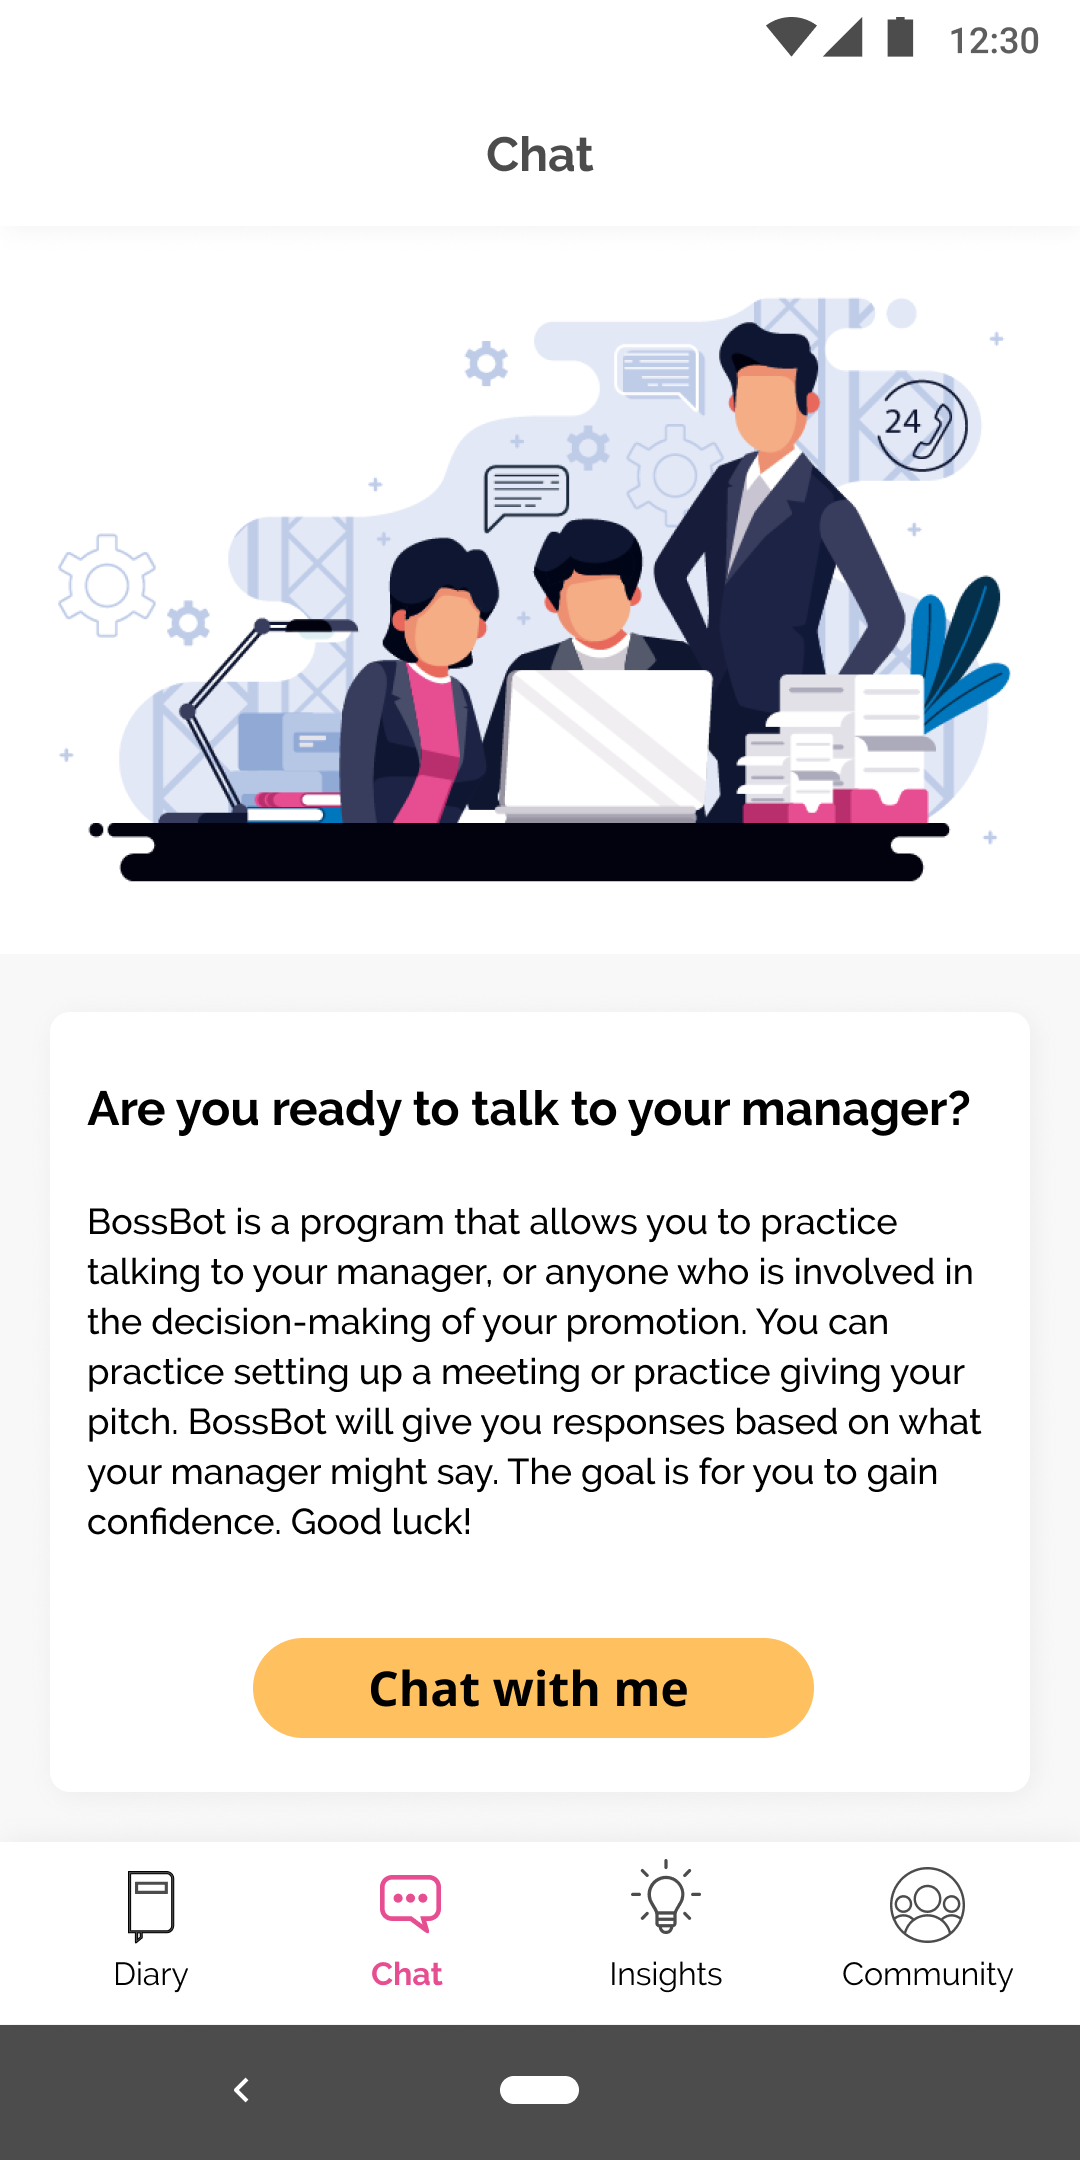 12:30
Chat
24
Are you ready to talk to your manager?
BossBot is a program that allows you to practice
talking to your manager, or anyone who is involved in
the decision-making of your promotion. You can
practice setting up a meeting or practice giving your
pitch. BossBot will give you responses based on what
your manager might say. The goal is for you to gain
confidence. Good luck!
Chat with me
Diary
Chat
Insights
Community